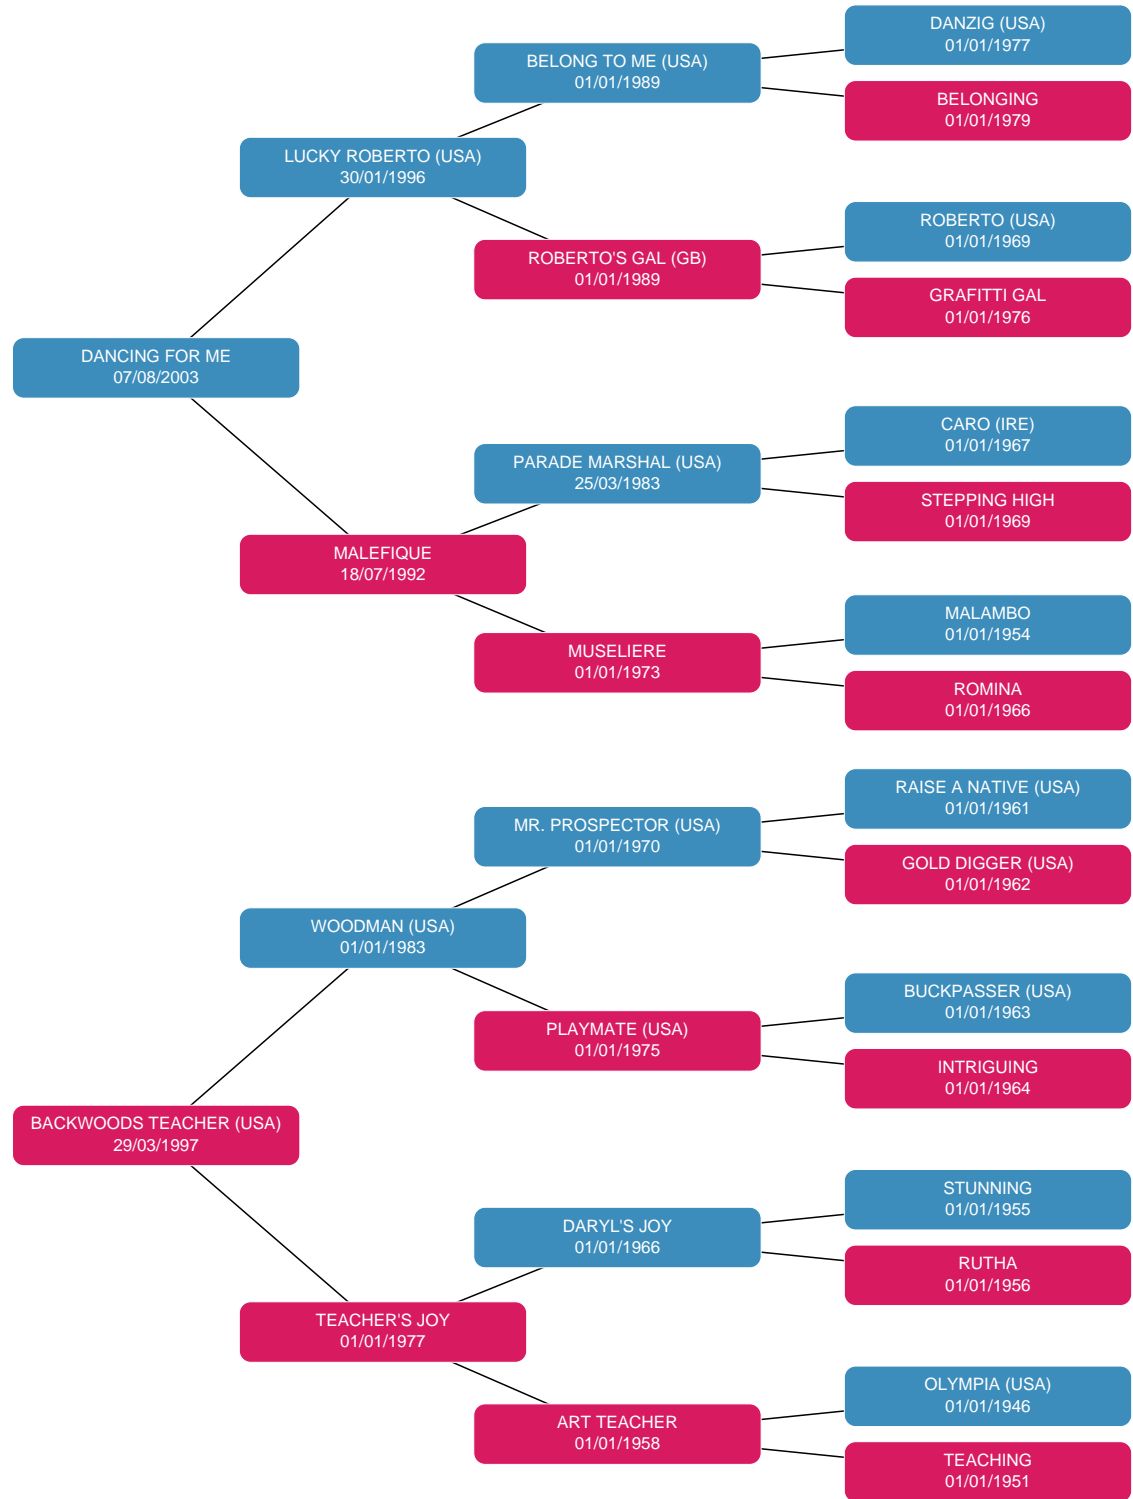 DANZIG (USA)
01/01/1977
BELONG TO ME (USA)
01/01/1989
BELONGING
01/01/1979
LUCKY ROBERTO (USA)
30/01/1996
ROBERTO (USA)
01/01/1969
ROBERTO'S GAL (GB)
01/01/1989
GRAFITTI GAL
01/01/1976
DANCING FOR ME
07/08/2003
CARO (IRE)
01/01/1967
PARADE MARSHAL (USA)
25/03/1983
STEPPING HIGH
01/01/1969
MALEFIQUE
18/07/1992
MALAMBO
01/01/1954
MUSELIERE
01/01/1973
ROMINA
01/01/1966
RAISE A NATIVE (USA)
01/01/1961
MR. PROSPECTOR (USA)
01/01/1970
GOLD DIGGER (USA)
01/01/1962
WOODMAN (USA)
01/01/1983
BUCKPASSER (USA)
01/01/1963
PLAYMATE (USA)
01/01/1975
INTRIGUING
01/01/1964
BACKWOODS TEACHER (USA)
29/03/1997
STUNNING
01/01/1955
DARYL'S JOY
01/01/1966
RUTHA
01/01/1956
TEACHER'S JOY
01/01/1977
OLYMPIA (USA)
01/01/1946
ART TEACHER
01/01/1958
TEACHING
01/01/1951